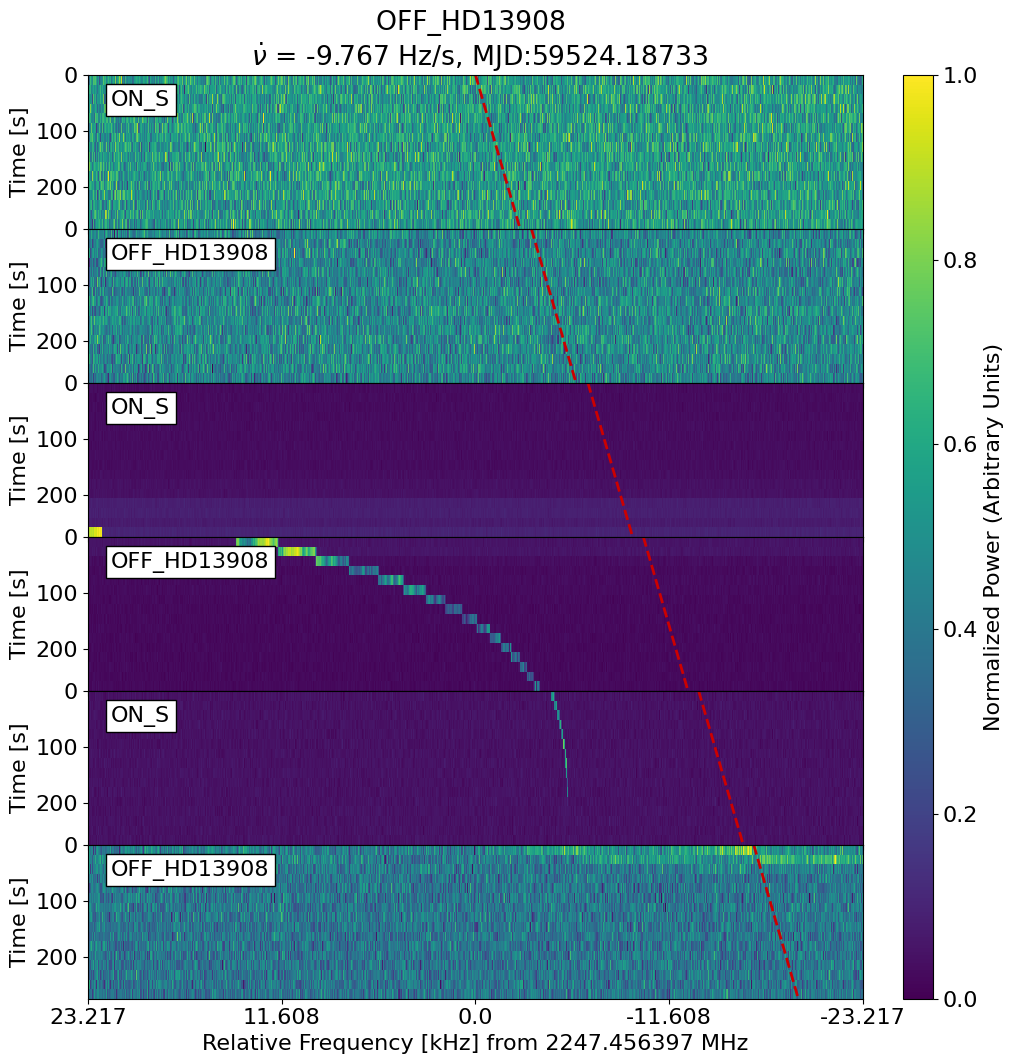 OFF_HD13908
ν̇ = -9.767 Hz/s, MJD:59524.18733
0
100
200
Time [s]
ON_S
0
100
200
Time [s]
OFF_HD13908
0
100
200
Time [s]
ON_S
0
100
200
Time [s]
OFF_HD13908
0
100
200
Time [s]
ON_S
0
100
200
Time [s]
OFF_HD13908
23.217 11.608 0.0 -11.608 -23.217
Relative Frequency [kHz] from 2247.456397 MHz
1.0
0.8
0.6
0.4
0.2
0.0
Normalized Power (Arbitrary Units)